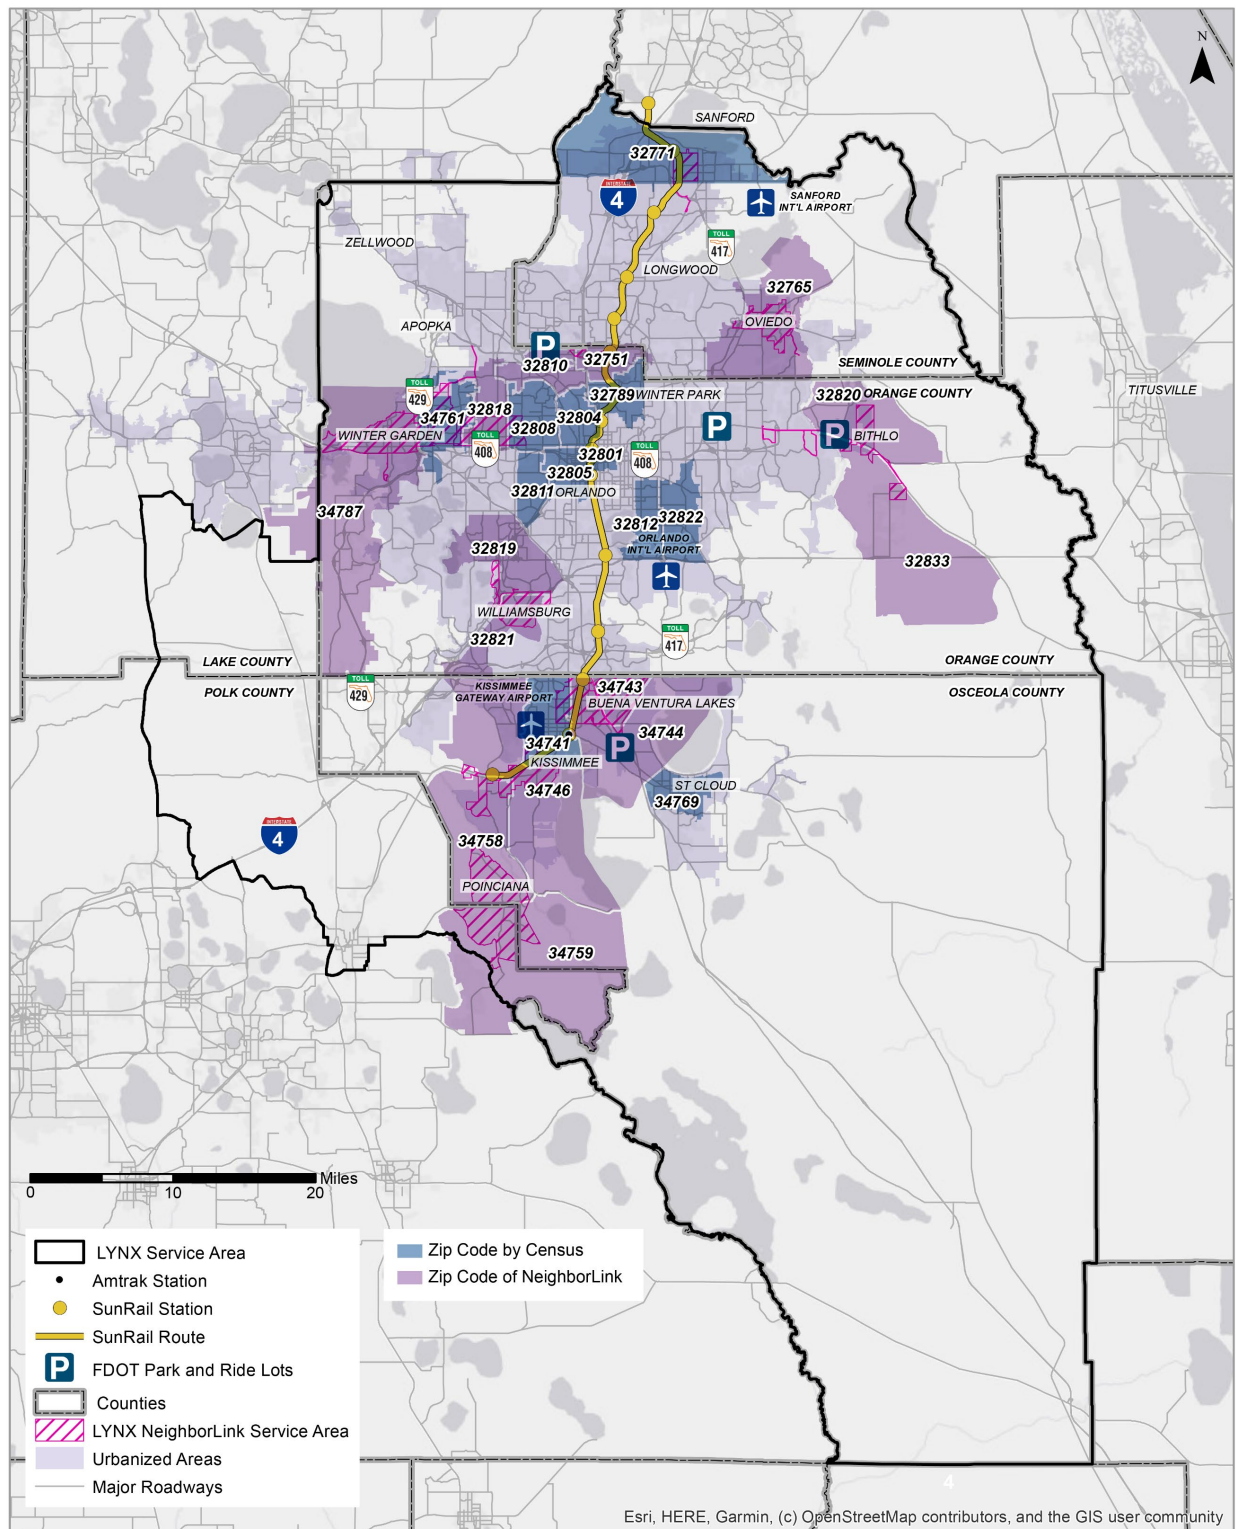 N
SANFORD
32771
INTERSTATE
4
SANFORD
INT'L AIRPORT
ZELLWOOD
TOLL
417
LONGWOOD
32765
APOPKA
OVIEDO
P
32751
SEMINOLE COUNTY
32810
TOLL
429
32789 WINTER PARK
32820 ORANGE COUNTY
TITUSVILLE
34761
32818
32804
32808
P
P
BITHLO
WINTER GARDEN
TOLL
408
TOLL
408
32801
32805
32811 ORLANDO
34787
32812
32822
32819
ORLANDO
INT'L AIRPORT
32833
WILLIAMSBURG
32821
TOLL
417
LAKE COUNTY
ORANGE COUNTY
POLK COUNTY
OSCEOLA COUNTY
TOLL
429
KISSIMMEE
GATEWAY AIRPORT
34743
BUENA VENTURA LAKES
34744
34741
P
KISSIMMEE
34746
ST CLOUD
34769
INTERSTATE
4
34758
POINCIANA
34759
Miles
0 10 20
LYNX Service Area
Amtrak Station
SunRail Station
SunRail Route
P FDOT Park and Ride Lots
Counties
LYNX NeighborLink Service Area
Urbanized Areas
Major Roadways
Zip Code by Census
Zip Code of NeighborLink
4
Esri, HERE, Garmin, (c) OpenStreetMap contributors, and the GIS user community